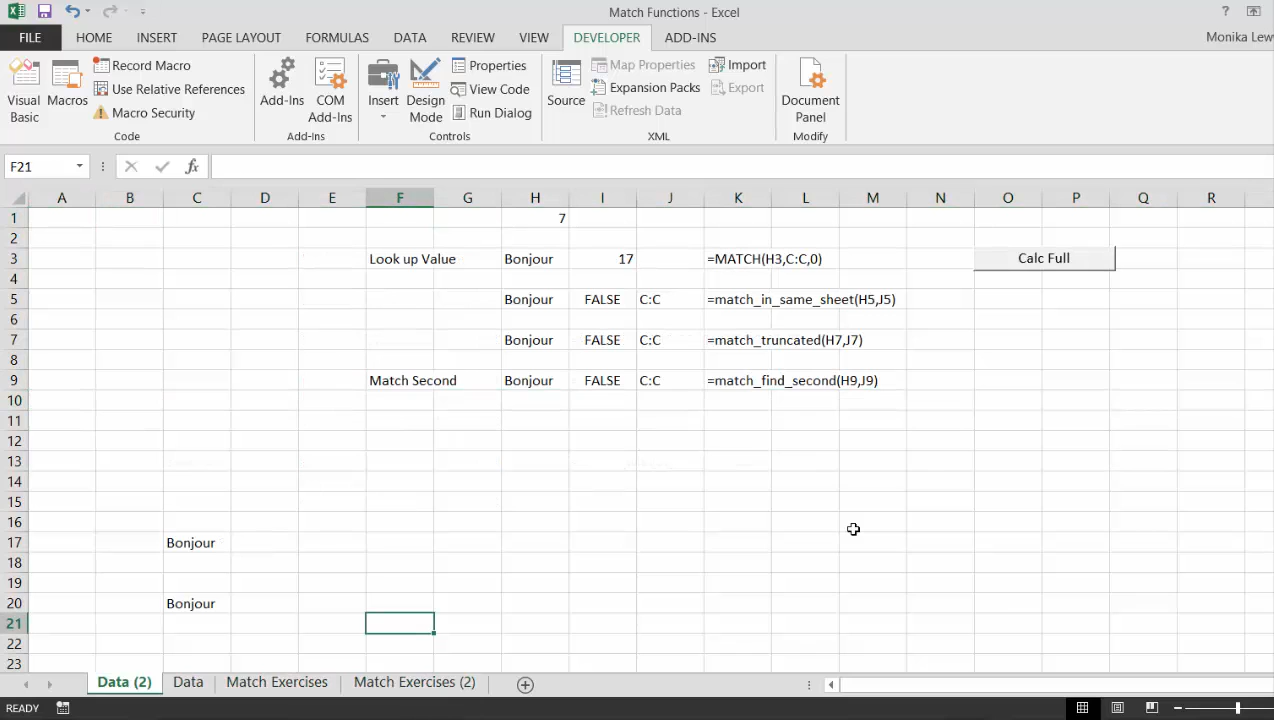 Match Functions - Excel
?
FILE HOME INSERT PAGE LAYOUT FORMULAS DATA REVIEW VIEW DEVELOPER ADD-INS Monika Lew
Visual Basic
Macros
Record Macro
Use Relative References
Macro Security
Code
Add-Ins
COM Add-Ins
Add-Ins
Insert
Design Mode
Properties
View Code
Run Dialog
Controls
Source
Map Properties
Expansion Packs
Refresh Data
Import
Export
XML
Document Panel
Modify
F21 fx
A B C D E F G H I J K L M N O P Q R
1 7
2
3 Look up Value Bonjour 17 =MATCH(H3,C:C,0) Calc Full
4
5 Bonjour FALSE C:C =match_in_same_sheet(H5,J5)
6
7 Bonjour FALSE C:C =match_truncated(H7,J7)
8
9 Match Second Bonjour FALSE C:C =match_find_second(H9,J9)
10
11
12
13
14
15
16
17 Bonjour
18
19
20 Bonjour
21
22
23
Data (2) Data Match Exercises Match Exercises (2)
READY